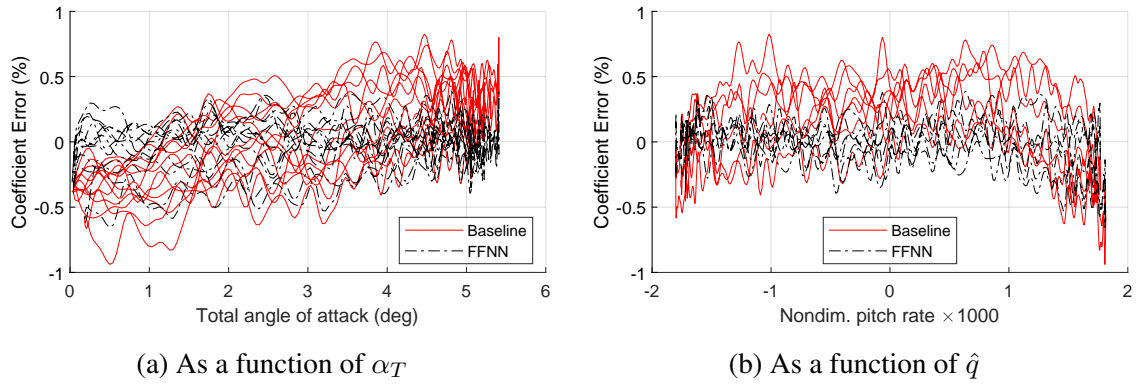 1
0.5
0
-0.5
-1
Coefficient Error (%)
0 1 2 3 4 5 6
Total angle of attack (deg)
Baseline
FFNN
(a) As a function of α_T
1
0.5
0
-0.5
-1
Coefficient Error (%)
-2 -1 0 1 2
Nondim. pitch rate ×1000
Baseline
FFNN
(b) As a function of q̂